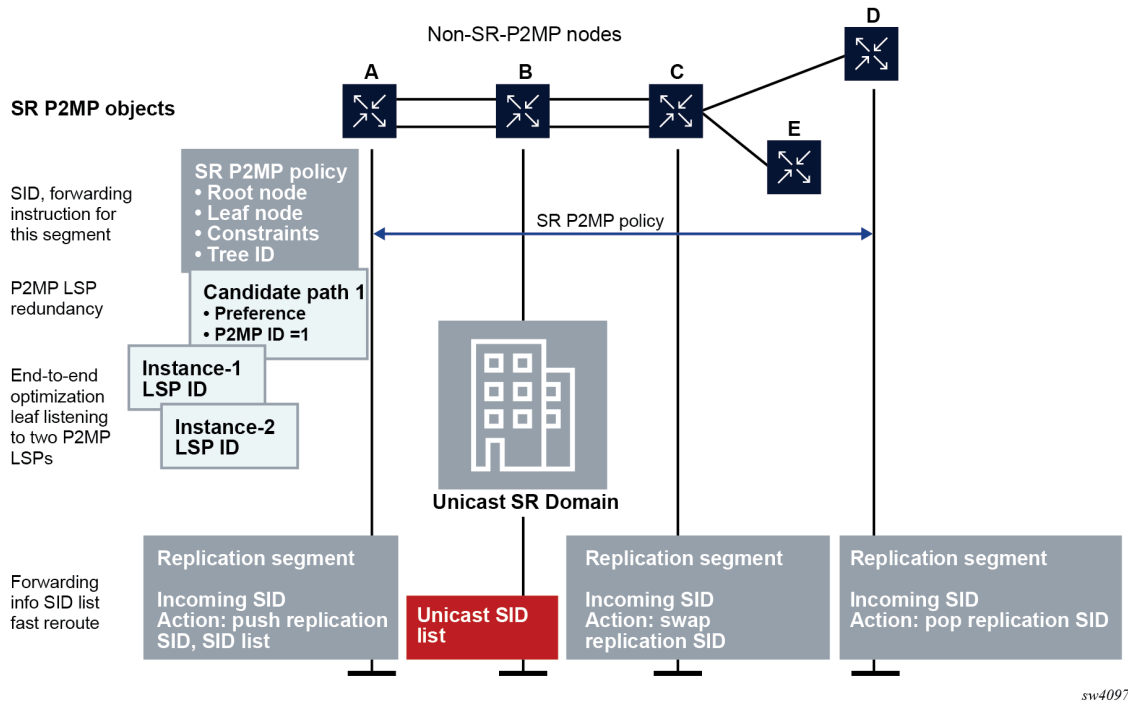 Non-SR-P2MP nodes
D
A
B
C
E
SR P2MP objects
SID, forwarding
instruction for
this segment
SR P2MP policy
• Root node
• Leaf node
• Constraints
• Tree ID
SR P2MP policy
P2MP LSP
redundancy
Candidate path 1
• Preference
• P2MP ID =1
End-to-end
optimization
leaf listening
to two P2MP
LSPs
Instance-1
LSP ID
Instance-2
LSP ID
Unicast SR Domain
Forwarding
info SID list
fast reroute
Replication segment
Incoming SID
Action: push replication
SID, SID list
Unicast SID
list
Replication segment
Incoming SID
Action: swap
replication SID
Replication segment
Incoming SID
Action: pop replication SID
sw4097